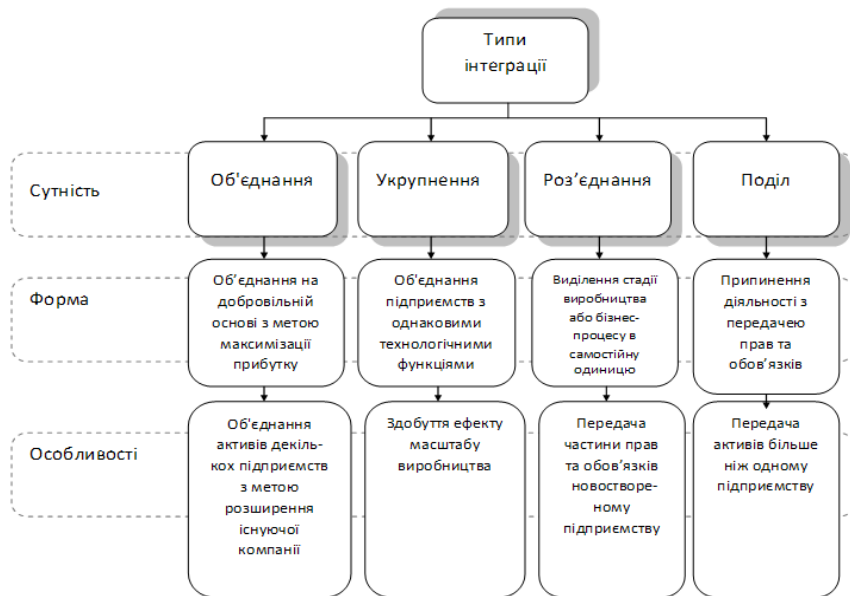 Типи
інтеграції
Сутність
Об'єднання
Укрупнення
Роз’єднання
Поділ
Форма
Об’єднання на
добровільній
основі з метою
максимізації
прибутку
Об'єднання
підприємств з
однаковими
технологічними
функціями
Виділення стадії
виробництва
або бізнес-
процесу в
самостійну
одиницю
Припинення
діяльності з
передачею
прав та
обов’язків
Особливості
Об'єднання
активів декіль-
кох підприємств
з метою
розширення
існуючої
компанії
Здобуття ефекту
масштабу
виробництва
Передача
частини прав
та обов’язків
новостворе-
ному
підприємству
Передача
активів більше
ніж одному
підприємству